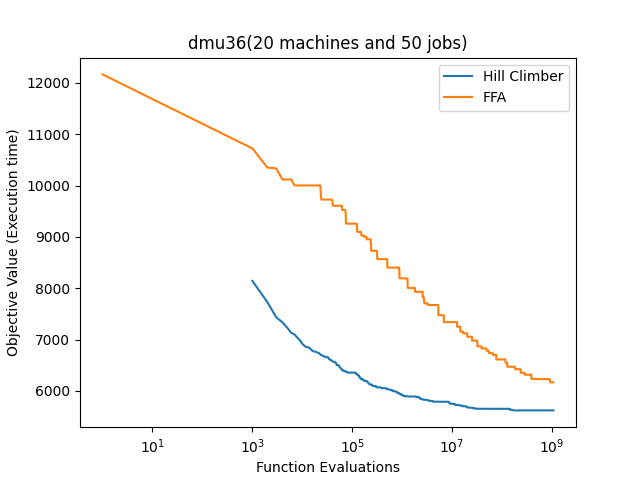 dmu36(20 machines and 50 jobs)
Hill Climber
FFA
12000
11000
10000
9000
8000
7000
6000
Objective Value (Execution time)
10¹ 10³ 10⁵ 10⁷ 10⁹
Function Evaluations